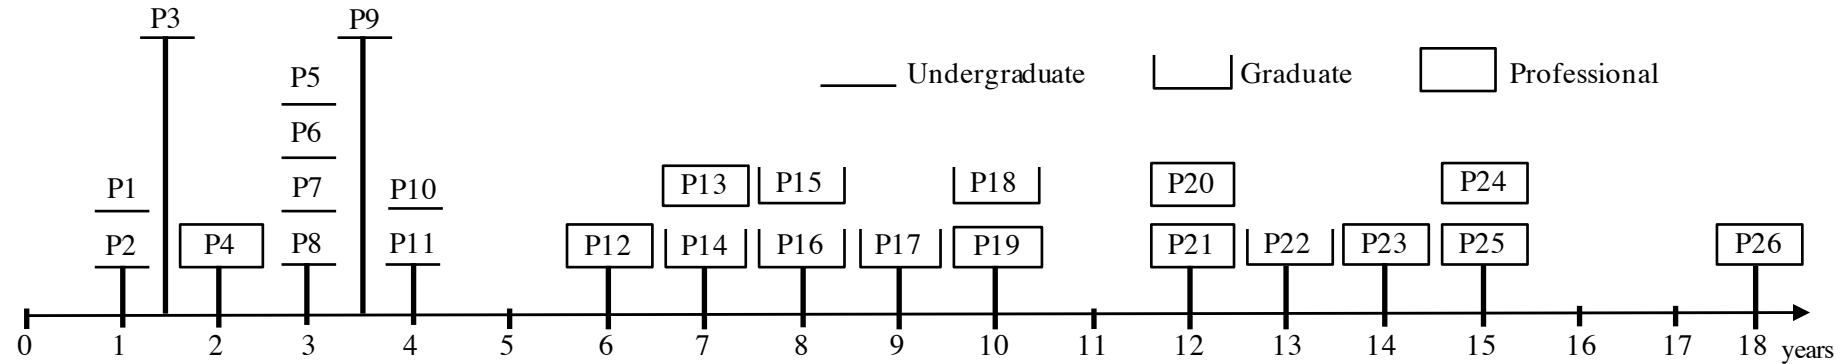 P3 P9
P5 Undergraduate Graduate Professional
P6
P1 P7 P10 P13 P15 P18 P20 P24
P2 P4 P8 P11 P12 P14 P16 P17 P19 P21 P22 P23 P25 P26
0 1 2 3 4 5 6 7 8 9 10 11 12 13 14 15 16 17 18 years